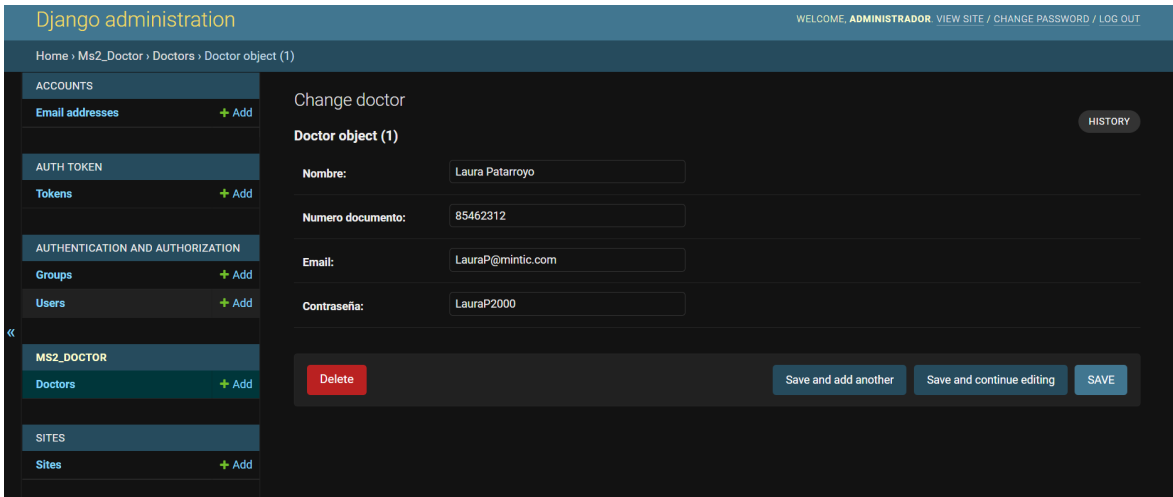 Django administration
WELCOME, ADMINISTRADOR. VIEW SITE / CHANGE PASSWORD / LOG OUT
Home › Ms2_Doctor › Doctors › Doctor object (1)
ACCOUNTS
Email addresses + Add
AUTH TOKEN
Tokens + Add
AUTHENTICATION AND AUTHORIZATION
Groups + Add
Users + Add
«
MS2_DOCTOR
Doctors + Add
SITES
Sites + Add
Change doctor
HISTORY
Doctor object (1)
Nombre: Laura Patarroyo
Numero documento: 85462312
Email: LauraP@mintic.com
Contraseña: LauraP2000
Delete Save and add another Save and continue editing SAVE